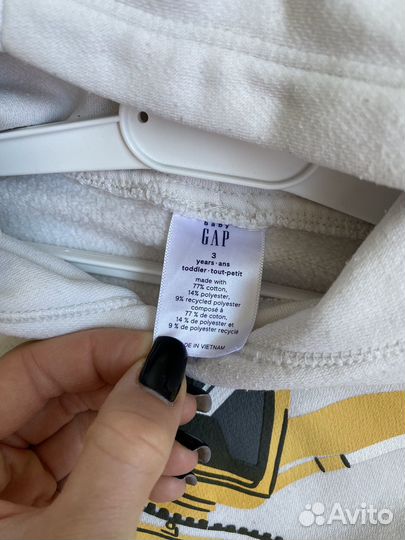 baby
GAP
3
years·ans
toddler·tout-petit
made with
77% cotton,
14% polyester,
9% recycled polyester
composé à
77 % de coton,
14 % de polyester et
9 % de polyester recyclé
IN VIETNAM
Avito